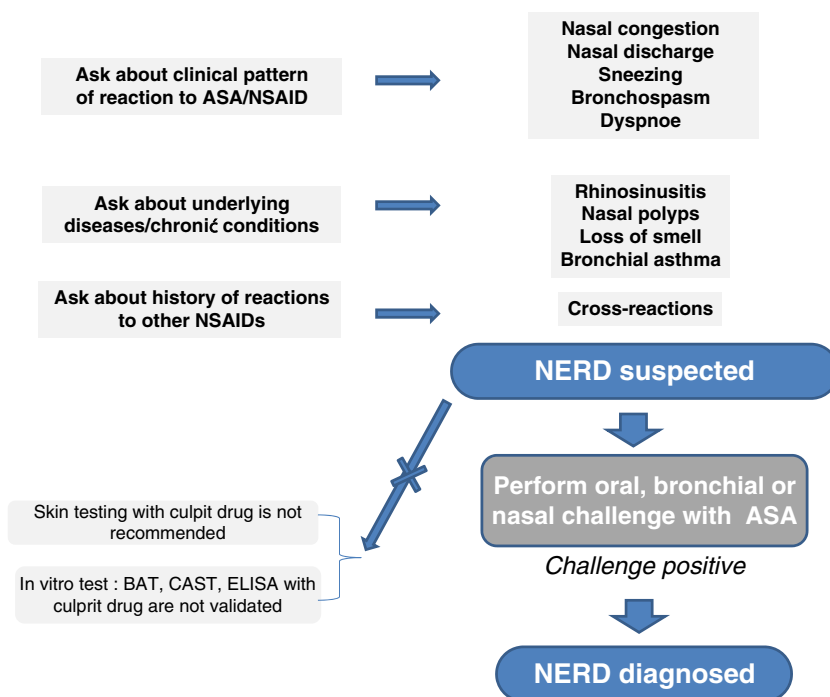 Ask about clinical pattern
of reaction to ASA/NSAID
Nasal congestion
Nasal discharge
Sneezing
Bronchospasm
Dyspnoe
Ask about underlying
diseases/chronić conditions
Rhinosinusitis
Nasal polyps
Loss of smell
Bronchial asthma
Ask about history of reactions
to other NSAIDs
Cross-reactions
NERD suspected
Perform oral, bronchial or
nasal challenge with ASA
Skin testing with culpit drug is not
recommended
Challenge positive
In vitro test : BAT, CAST, ELISA with
culprit drug are not validated
NERD diagnosed